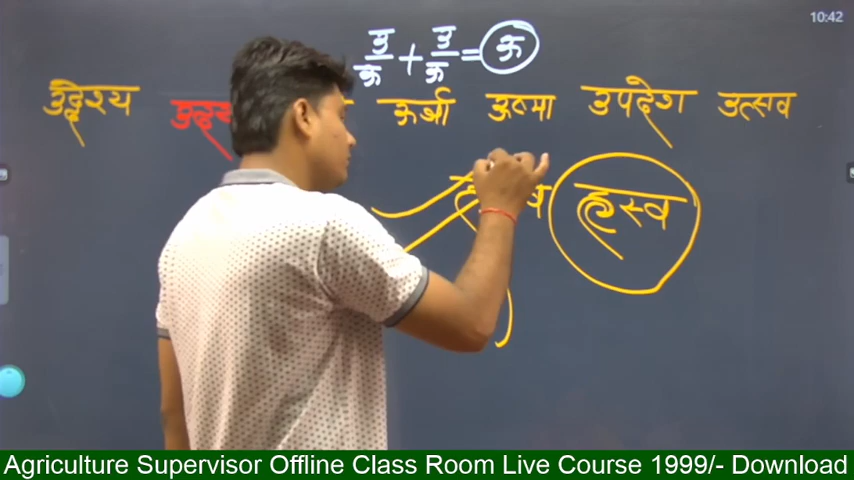 10:42
उ/ऊ + उ/ऊ = ऊ
उद्देश्य ऊर्जा ऊष्मा उपदेश उत्सव
ह्रस्व
Agriculture Supervisor Offline Class Room Live Course 1999/- Download